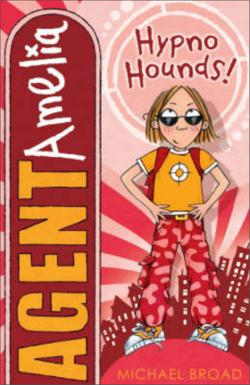 AGENT Amelia
Hypno
Hounds!
MICHAEL BROAD